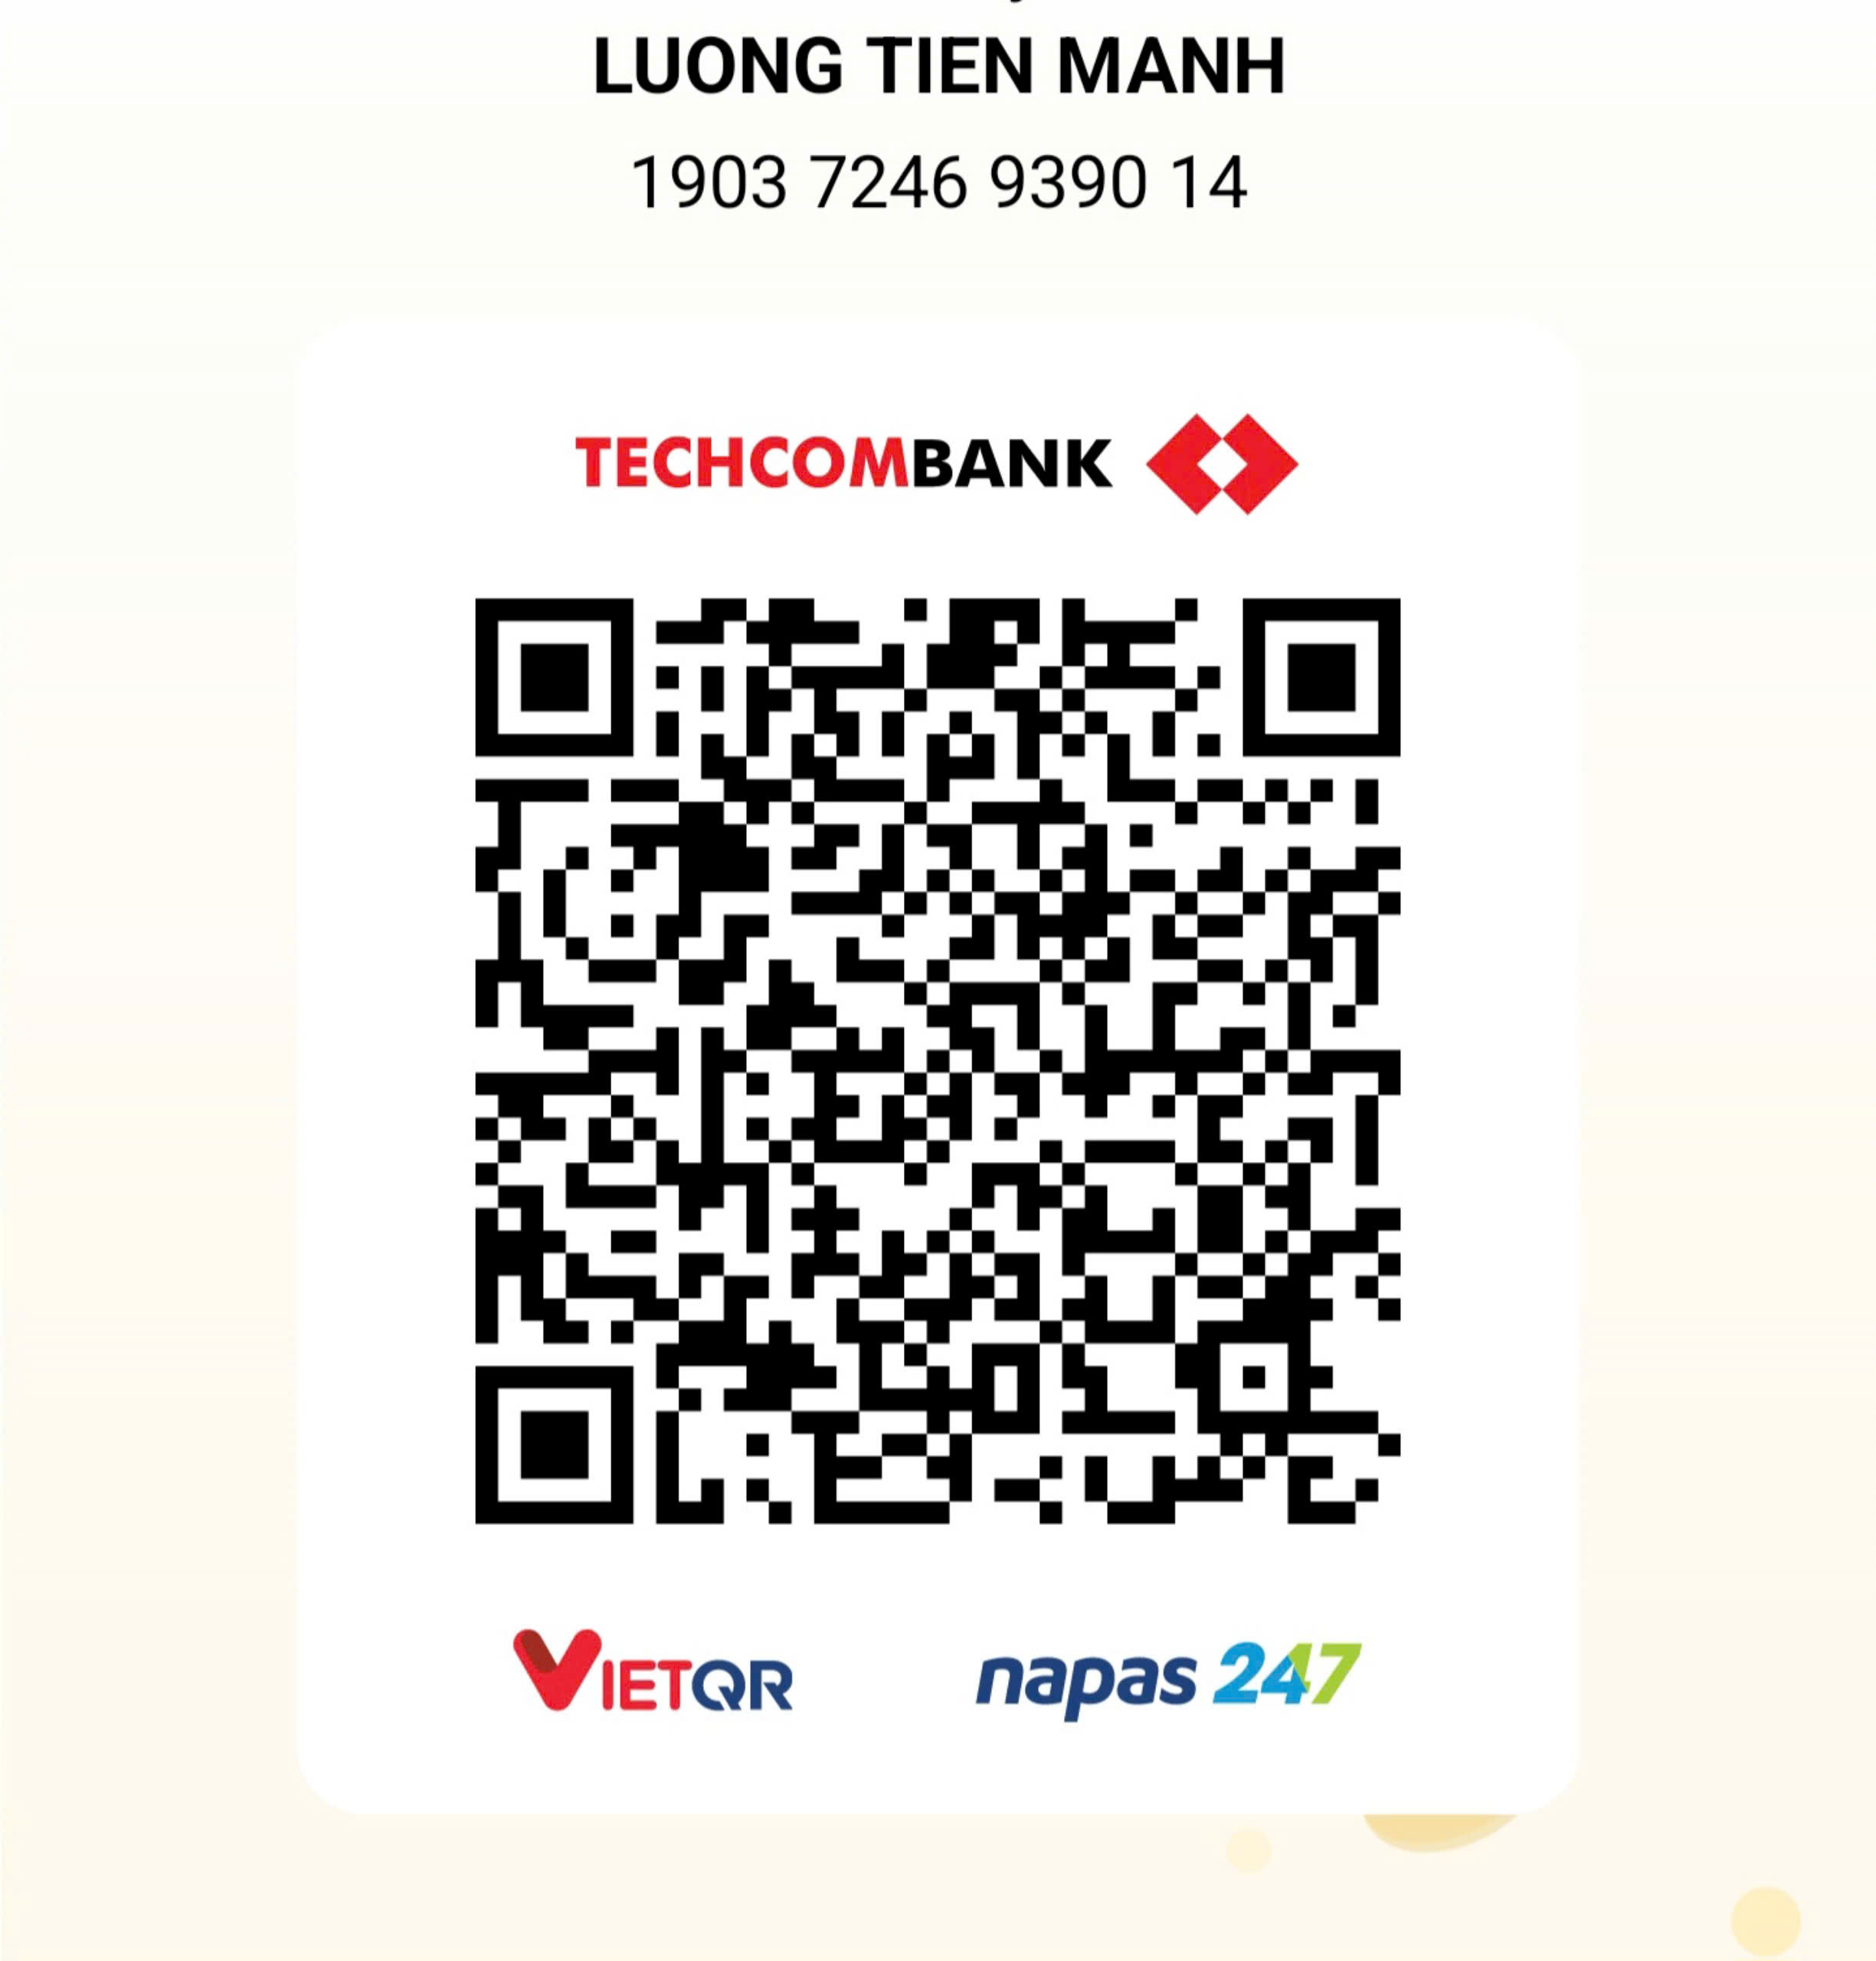 LUONG TIEN MANH
1903 7246 9390 14
TECHCOMBANK
VIETQR
napas 247